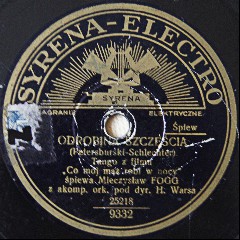 SYRENA-ELECTRO
SYRENA
NAGRANIE ELEKTRYCZNE
Śpiew
ODROBINA SZCZĘŚCIA
(Petersburski-Schlechter)
Tango z filmu
„Co mój mąż robi w nocy"
śpiewa Mieczysław FOGG
z akomp. ork. pod dyr. H. Warsa
25218
9332